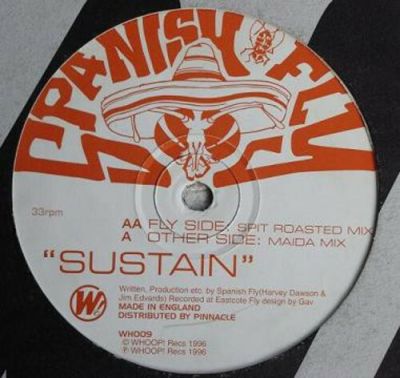 SPANISH FLY
33rpm
AA FLY SIDE: SPIT ROASTED MIX
A OTHER SIDE: MAIDA MIX
"SUSTAIN"
Written, Production etc. by Spanish Fly(Harvey Dawson &
Jim Edwards) Recorded at Eastcote Fly design by Gav
MADE IN ENGLAND
DISTRIBUTED BY PINNACLE
W!
WHOO9
© WHOOP! Recs 1996
℗ WHOOP! Recs 1996